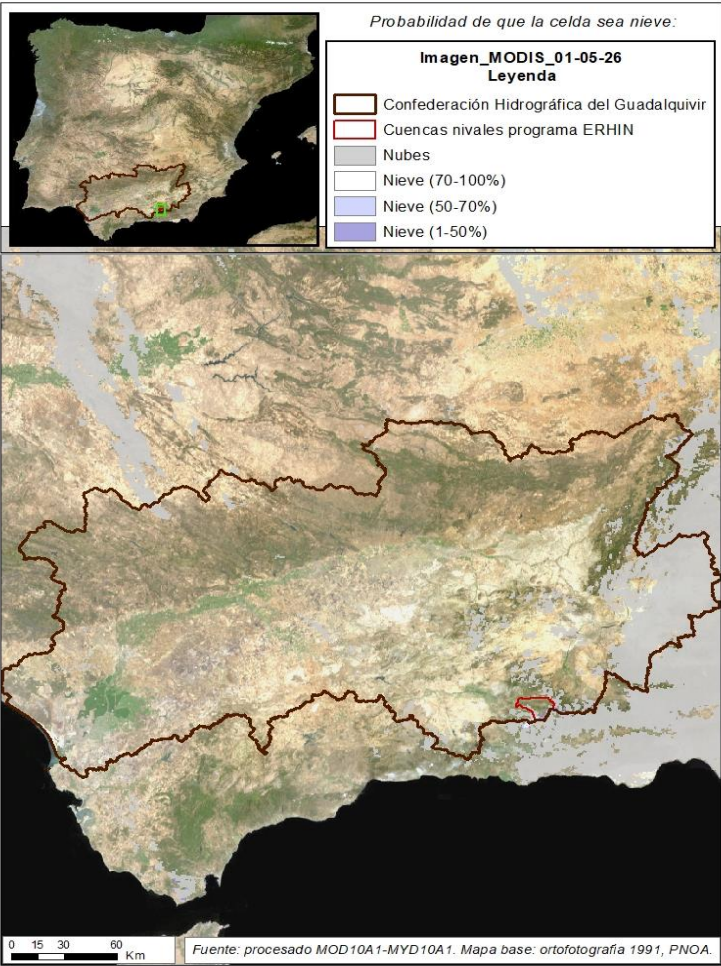 Probabilidad de que la celda sea nieve:
Imagen_MODIS_01-05-26
Leyenda
Confederación Hidrográfica del Guadalquivir
Cuencas nivales programa ERHIN
Nubes
Nieve (70-100%)
Nieve (50-70%)
Nieve (1-50%)
0 15 30 60
Km
Fuente: procesado MOD10A1-MYD10A1. Mapa base: ortofotografía 1991, PNOA.